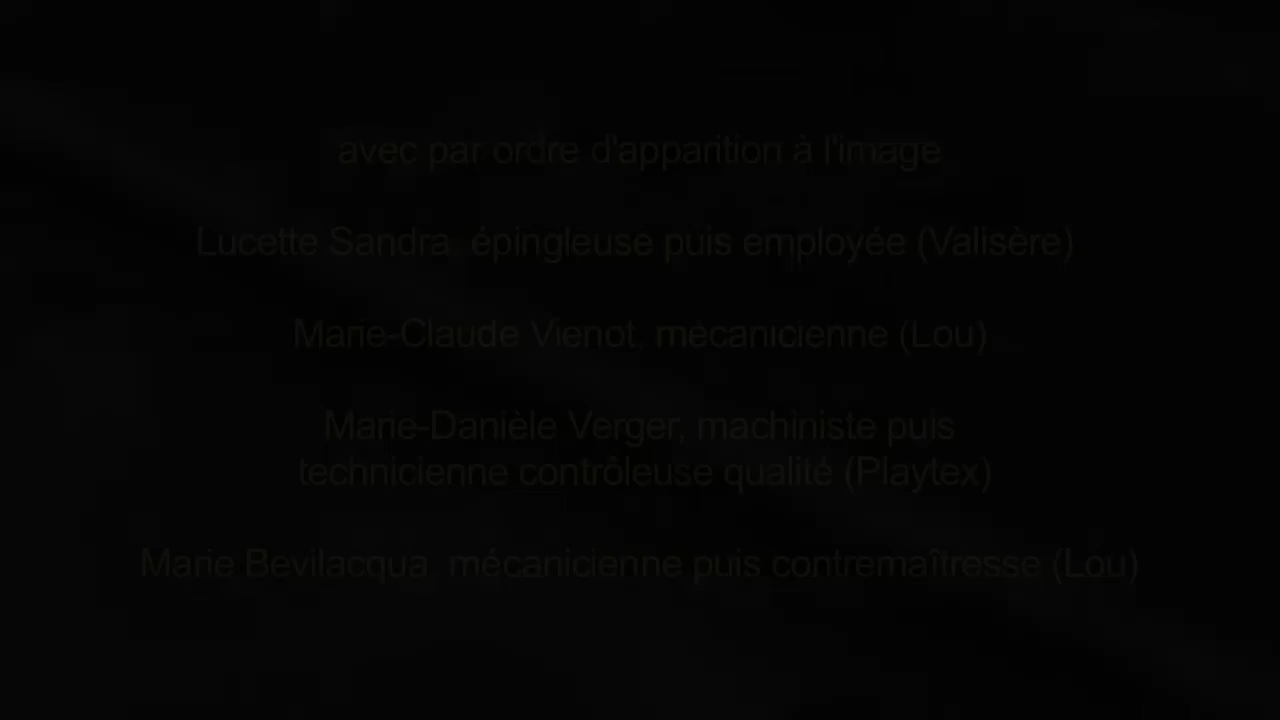 avec par ordre d'apparition à l'image
Lucette Sandra, épingleuse puis employée (Valisère)
Marie-Claude Vienot, mécanicienne (Lou)
Marie-Danièle Verger, machiniste puis
technicienne contrôleuse qualité (Playtex)
Marie Bevilacqua, mécanicienne puis contremaîtresse (Lou)